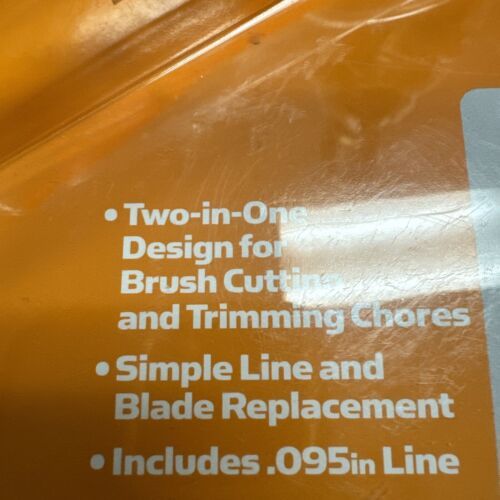 • Two-in-One
Design for
Brush Cutting
and Trimming Chores
• Simple Line and
Blade Replacement
• Includes .095in Line